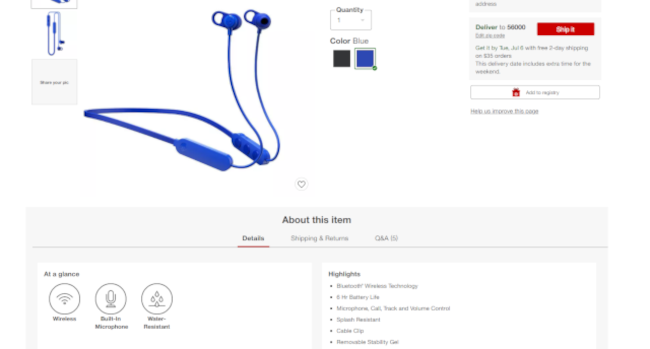 address
Quantity
1
Color Blue
Share your pic
Deliver to 56000
Edit zip code
Ship it
Get it by Tue, Jul 6 with free 2-day shipping
on $35 orders
This delivery date includes extra time for the
weekend.
Add to registry
Help us improve this page
About this item
Details
Shipping & Returns
Q&A (5)
At a glance
Wireless
Built-In
Microphone
Water-
Resistant
Highlights
Bluetooth® Wireless Technology
6 Hr Battery Life
Microphone, Call, Track and Volume Control
Splash Resistant
Cable Clip
Removable Stability Gel